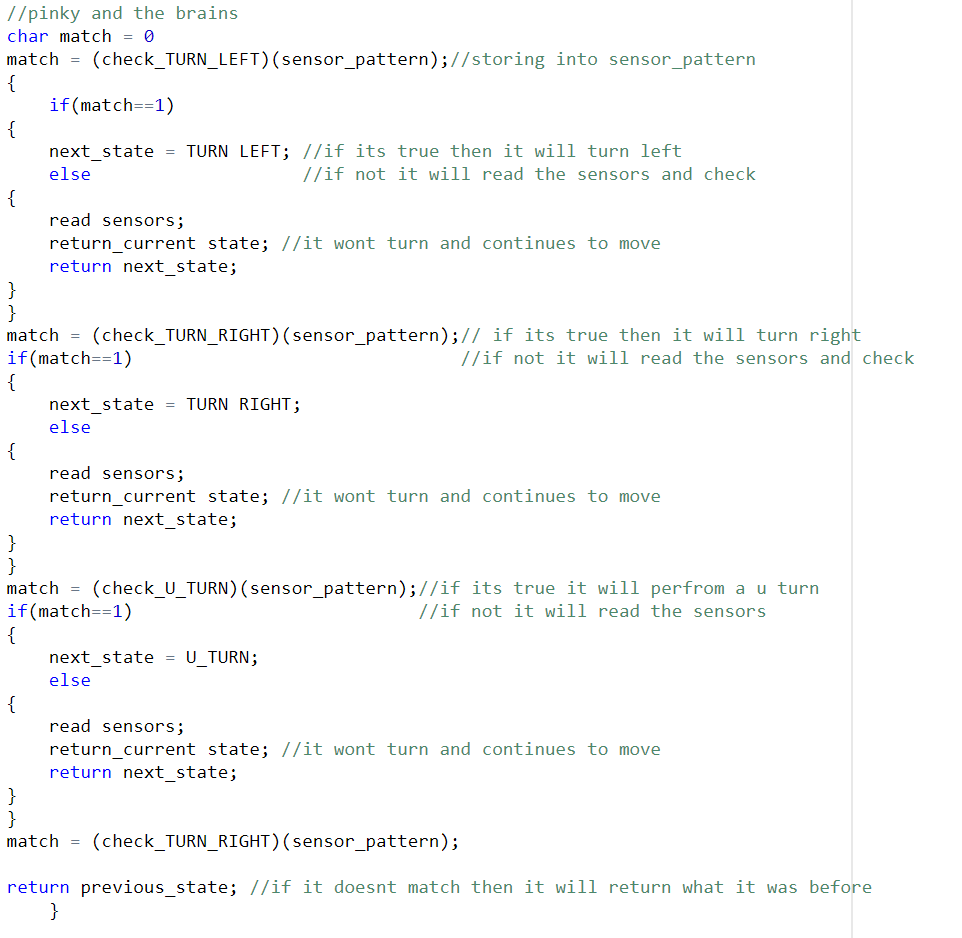 //pinky and the brains
char match = 0
match = (check_TURN_LEFT)(sensor_pattern);//storing into sensor_pattern
{
    if(match==1)
{
    next_state = TURN LEFT; //if its true then it will turn left
    else                    //if not it will read the sensors and check
{
    read sensors;
    return_current state; //it wont turn and continues to move
    return next_state;
}
}
match = (check_TURN_RIGHT)(sensor_pattern);// if its true then it will turn right
if(match==1)                               //if not it will read the sensors and check
{
    next_state = TURN RIGHT;
    else
{
    read sensors;
    return_current state; //it wont turn and continues to move
    return next_state;
}
}
match = (check_U_TURN)(sensor_pattern);//if its true it will perfrom a u turn
if(match==1)                           //if not it will read the sensors
{
    next_state = U_TURN;
    else
{
    read sensors;
    return_current state; //it wont turn and continues to move
    return next_state;
}
}
match = (check_TURN_RIGHT)(sensor_pattern);

return previous_state; //if it doesnt match then it will return what it was before
    }